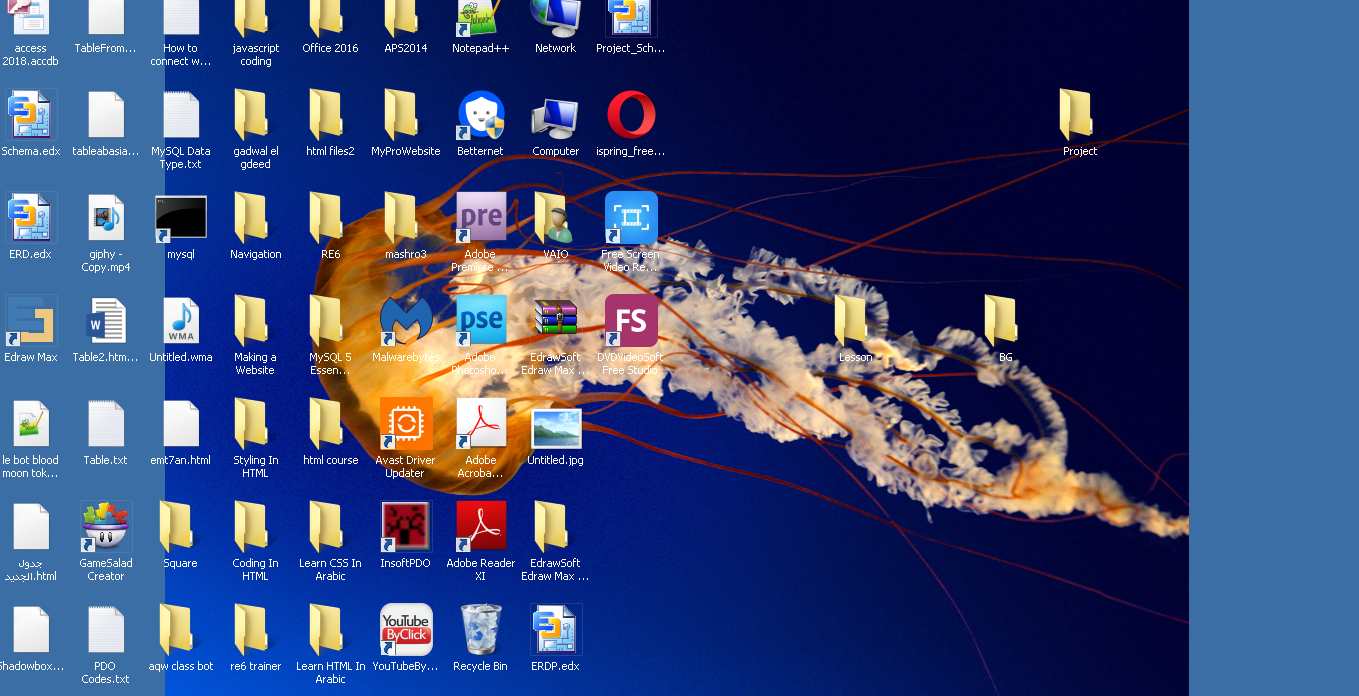 access
2018.accdb
TableFrom...
How to
connect w...
javascript
coding
Office 2016
APS2014
Notepad++
Network
Project_Sch...
Schema.edx
tableabasia...
MySQL Data
Type.txt
gadwal el
gdeed
html files2
MyProWebsite
Betternet
Computer
ispring_free...
Project
ERD.edx
giphy -
Copy.mp4
mysql
Navigation
RE6
mashro3
pre
Adobe
Premiere ...
VAIO
Free Screen
Video Re...
Edraw Max
W
Table2.htm...
WMA
Untitled.wma
Making a
Website
MySQL 5
Essen...
Malwarebytes
pse
Adobe
Photosho...
EdrawSoft
Edraw Max ...
FS
DVDVideoSoft
Free Studio
Lesson
BG
le bot blood
moon tok...
Table.txt
emt7an.html
Styling In
HTML
html course
Avast Driver
Updater
Adobe
Acroba...
Untitled.jpg
جدول
الجديد.html
GameSalad
Creator
Square
Coding In
HTML
Learn CSS In
Arabic
InsoftPDO
Adobe Reader
XI
EdrawSoft
Edraw Max ...
Shadowbox...
PDO
Codes.txt
aqw class bot
re6 trainer
Learn HTML In
Arabic
YouTube
ByClick
YouTubeBy...
Recycle Bin
ERDP.edx